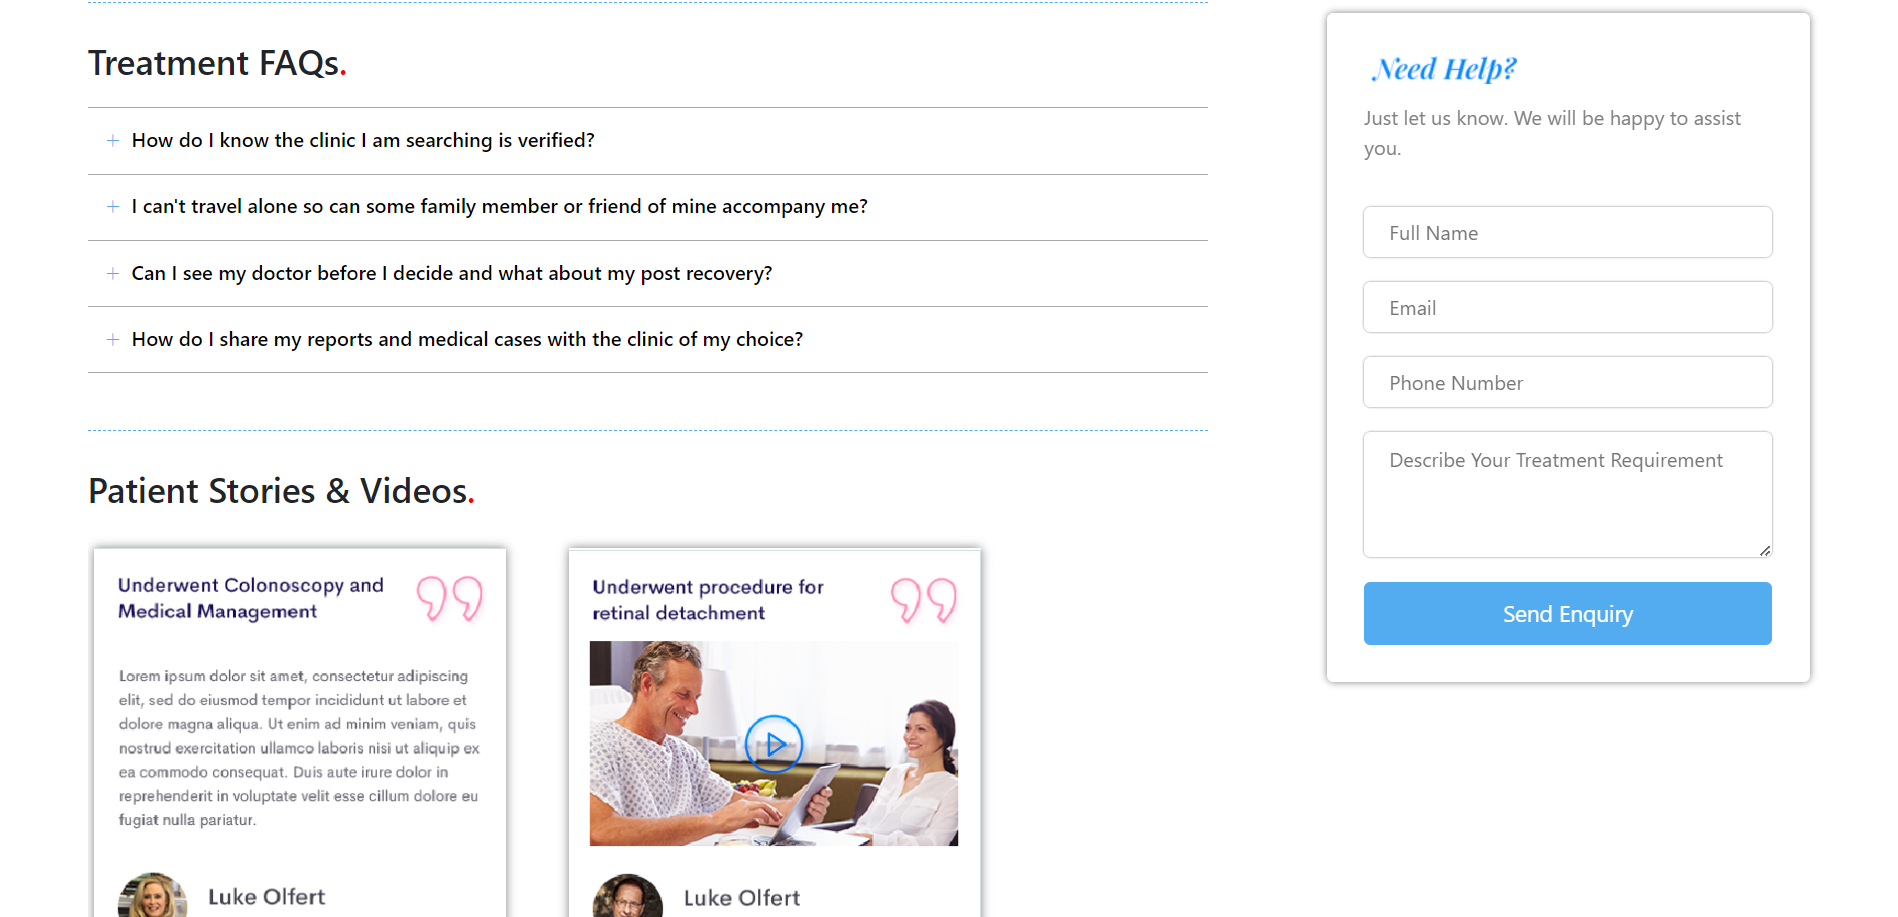 Treatment FAQs.
How do I know the clinic I am searching is verified?
I can't travel alone so can some family member or friend of mine accompany me?
Can I see my doctor before I decide and what about my post recovery?
How do I share my reports and medical cases with the clinic of my choice?
Patient Stories & Videos.
Underwent Colonoscopy and
Medical Management
Lorem ipsum dolor sit amet, consectetur adipiscing
elit, sed do eiusmod tempor incididunt ut labore et
dolore magna aliqua. Ut enim ad minim veniam, quis
nostrud exercitation ullamco laboris nisi ut aliquip ex
ea commodo consequat. Duis aute irure dolor in
reprehenderit in voluptate velit esse cillum dolore eu
fugiat nulla pariatur.
Luke Olfert
Underwent procedure for
retinal detachment
Luke Olfert
Need Help?
Just let us know. We will be happy to assist
you.
Full Name
Email
Phone Number
Describe Your Treatment Requirement
Send Enquiry